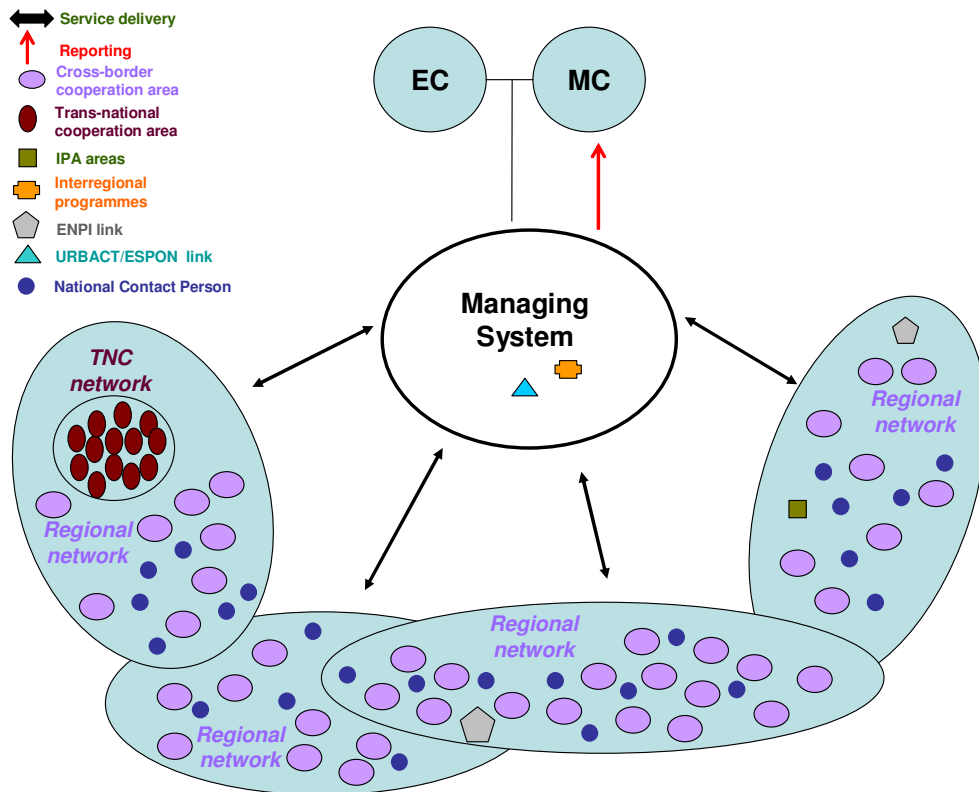 Service delivery
Reporting
Cross-border
cooperation area
Trans-national
cooperation area
IPA areas
Interregional
programmes
ENPI link
URBACT/ESPON link
National Contact Person
EC
MC
Managing
System
TNC
network
Regional
network
Regional
network
Regional
network
Regional
network